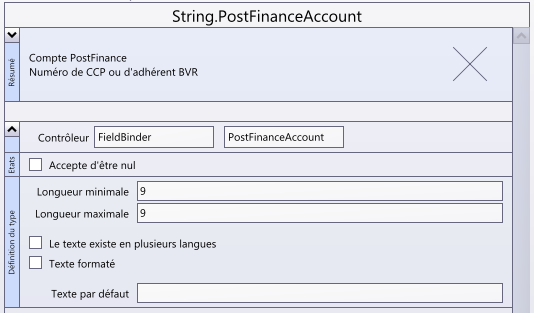 String.PostFinanceAccount
Résumé
Compte PostFinance
Numéro de CCP ou d'adhérent BVR
Contrôleur FieldBinder PostFinanceAccount
Etats
Accepte d'être nul
Définition du type
Longueur minimale 9
Longueur maximale 9
Le texte existe en plusieurs langues
Texte formaté
Texte par défaut